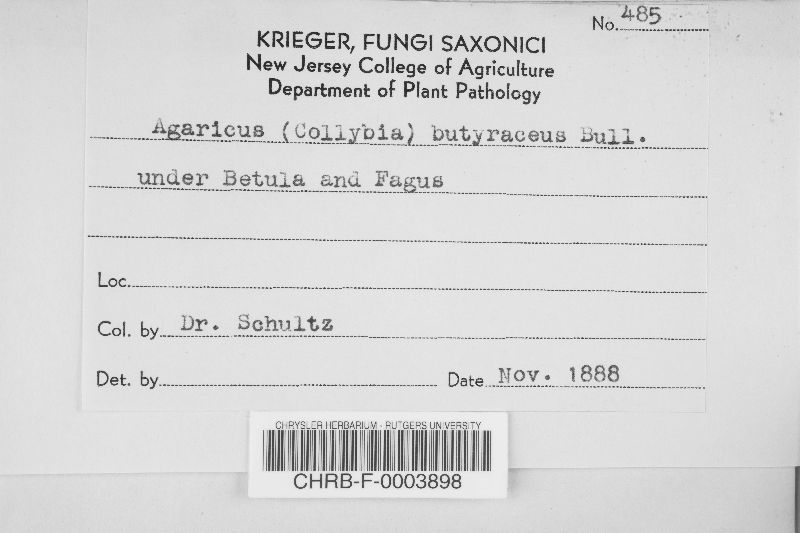 No. 485
KRIEGER, FUNGI SAXONICI
New Jersey College of Agriculture
Department of Plant Pathology
Agaricus (Collybia) butyraceus Bull.
under Betula and Fagus
Loc.
Col. by Dr. Schultz
Det. by Date Nov. 1888
CHRYSLER HERBARIUM - RUTGERS UNIVERSITY
CHRB-F-0003898